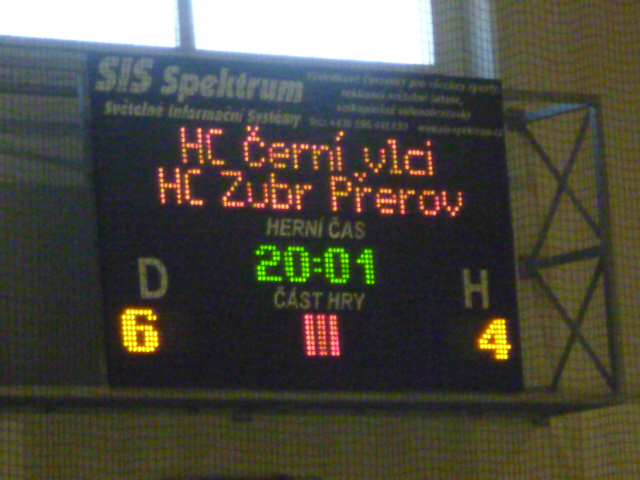 SIS Spektrum
Světelné Informační Systémy
HC Černí vlci
HC Zubr Přerov
HERNÍ ČAS
20:01
D H
ČÁST HRY
6 III 4